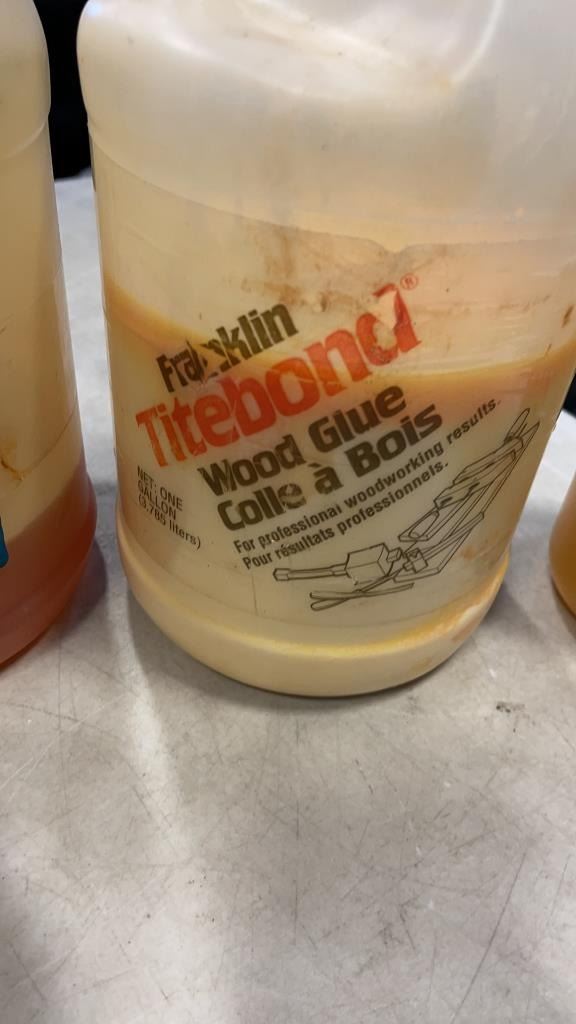 Franklin
Titebond®
Wood Glue
Colle à Bois
For professional woodworking results.
Pour résultats professionnels.
NET: ONE
GALLON
(3,785 liters)